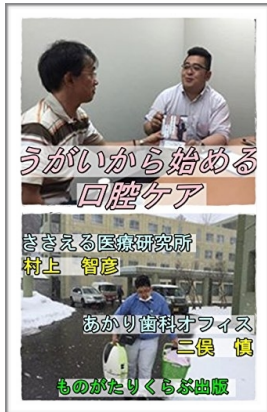 うがいから始める
口腔ケア
ささえる医療研究所
村上　智彦
あかり歯科オフィス
二俣　慎
ものがたりくらぶ出版